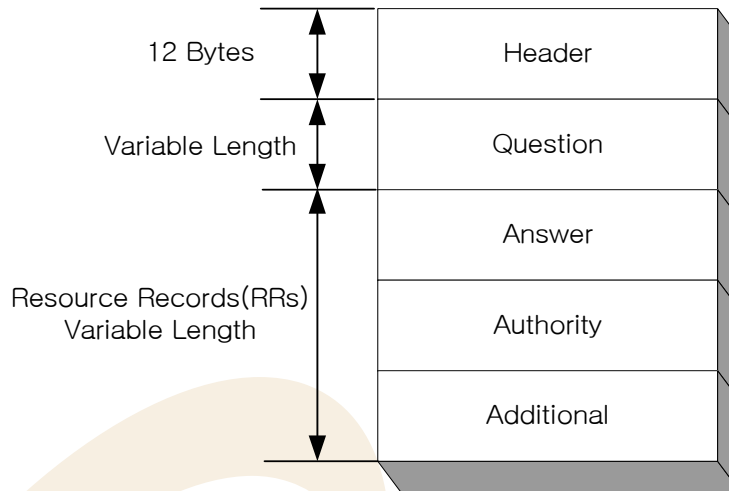 12 Bytes
Header
Variable Length
Question
Answer
Resource Records(RRs)
Variable Length
Authority
Additional